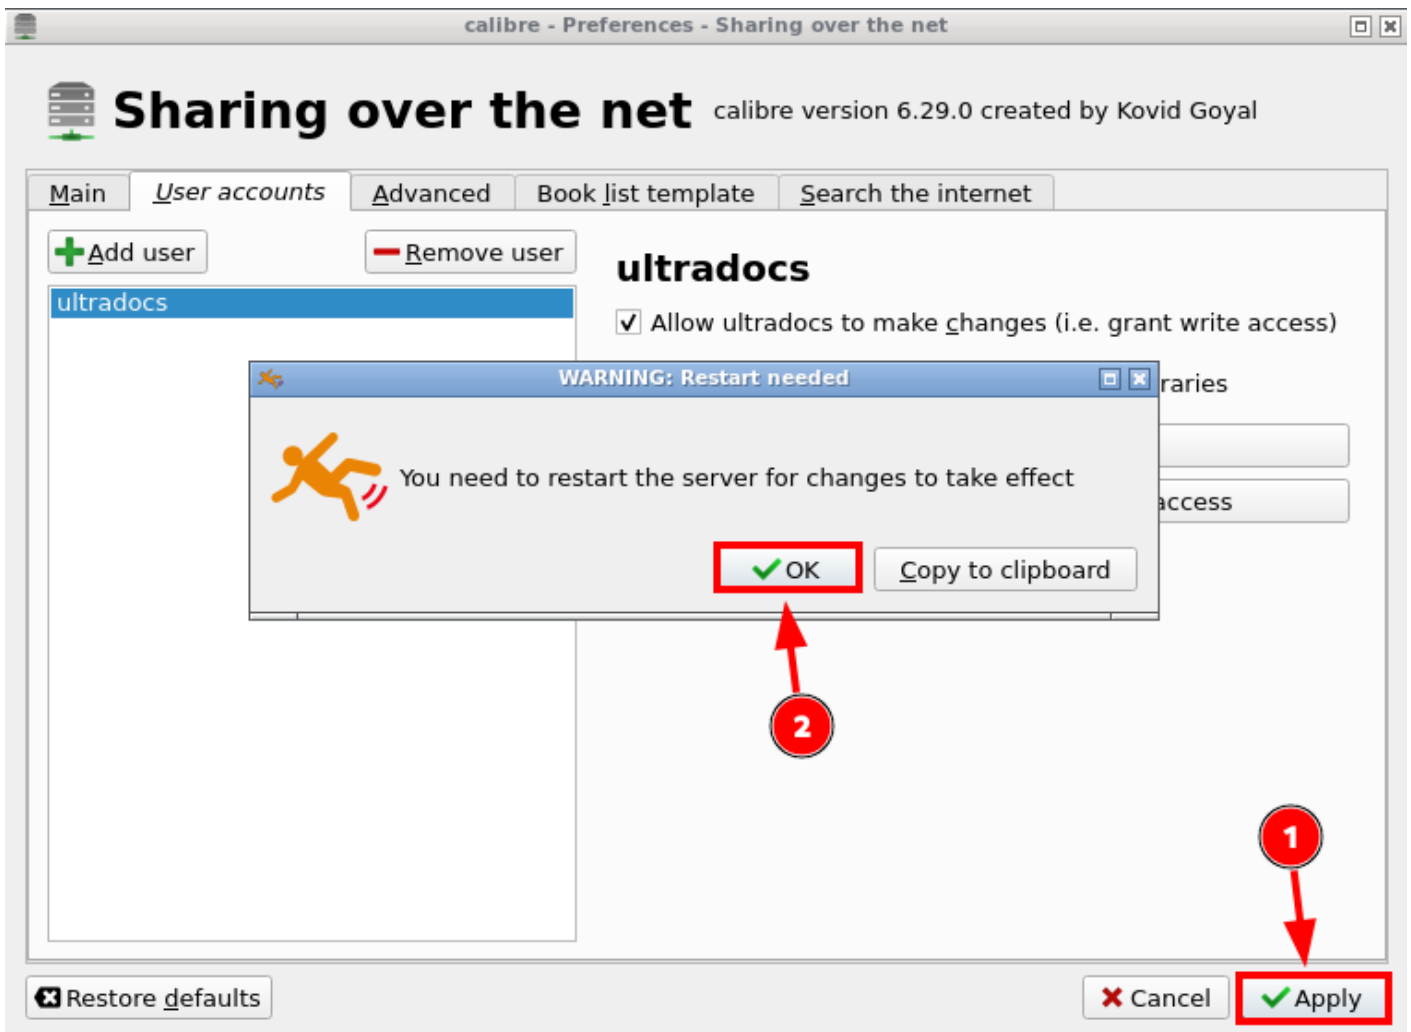 calibre - Preferences - Sharing over the net
Sharing over the net calibre version 6.29.0 created by Kovid Goyal
Main User accounts Advanced Book list template Search the internet
Add user Remove user
ultradocs
ultradocs
Allow ultradocs to make changes (i.e. grant write access)
WARNING: Restart needed
raries
You need to restart the server for changes to take effect
access
OK Copy to clipboard
2
1
Restore defaults Cancel Apply